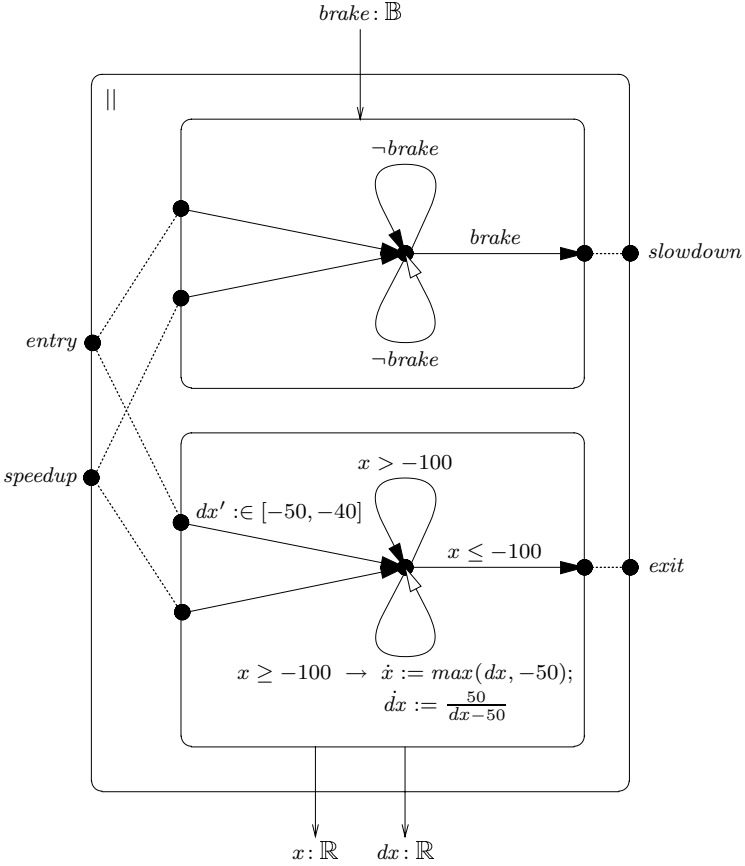 brake: 𝔹
||
¬brake
brake
slowdown
entry
¬brake
x > −100
speedup
dx′ :∈ [−50, −40]
x ≤ −100
exit
x ≥ −100 → ẋ := max(dx, −50);
ḋx := 50/(dx−50)
x: ℝ dx: ℝ